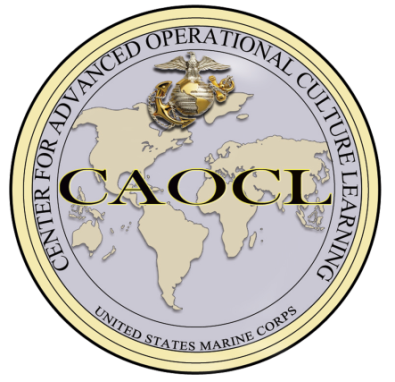 CENTER FOR ADVANCED OPERATIONAL CULTURE LEARNING
CAOCL
UNITED STATES MARINE CORPS